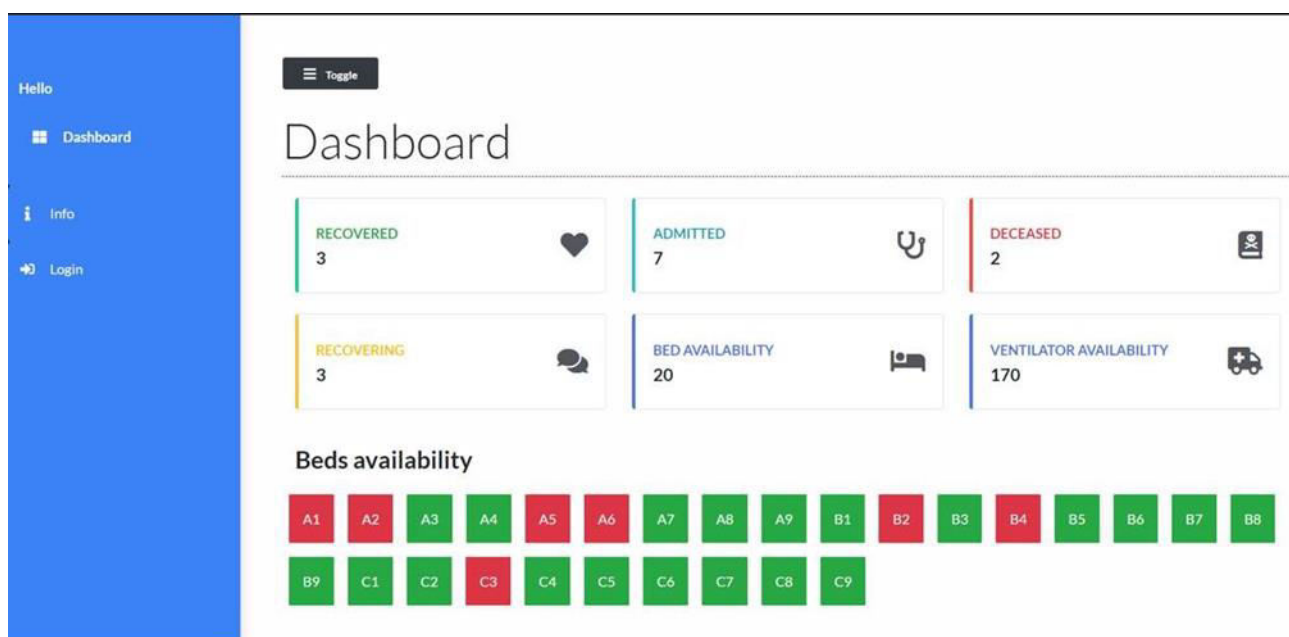 Hello
Dashboard
Info
Login
Toggle
Dashboard
RECOVERED
3
ADMITTED
7
DECEASED
2
RECOVERING
3
BED AVAILABILITY
20
VENTILATOR AVAILABILITY
170
Beds availability
A1 A2 A3 A4 A5 A6 A7 A8 A9 B1 B2 B3 B4 B5 B6 B7 B8
B9 C1 C2 C3 C4 C5 C6 C7 C8 C9